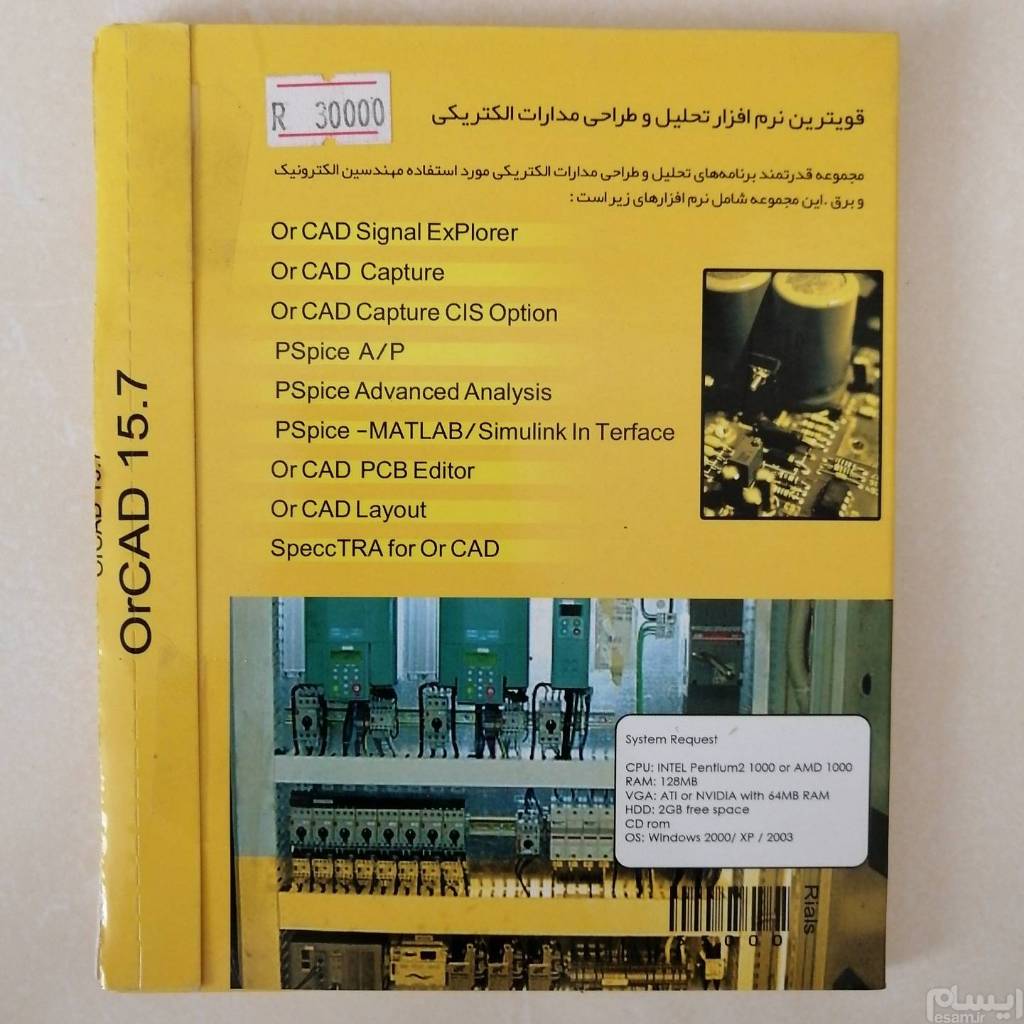 R 30000
قویترین نرم افزار تحلیل و طراحی مدارات الکتریکی
مجموعه قدرتمند برنامه‌های تحلیل و طراحی مدارات الکتریکی مورد استفاده مهندسین الکترونیک
و برق .این مجموعه شامل نرم افزارهای زیر است :
Or CAD Signal ExPlorer
Or CAD Capture
Or CAD Capture CIS Option
PSpice A/P
PSpice Advanced Analysis
PSpice -MATLAB/Simulink In Terface
Or CAD PCB Editor
Or CAD Layout
SpeccTRA for Or CAD
OrCAD 15.7
System Request
CPU: INTEL Pentium2 1000 or AMD 1000
RAM: 128MB
VGA: ATI or NVIDIA with 64MB RAM
HDD: 2GB free space
CD rom
OS: Windows 2000/ XP / 2003
Rials
ایسام
esam.ir